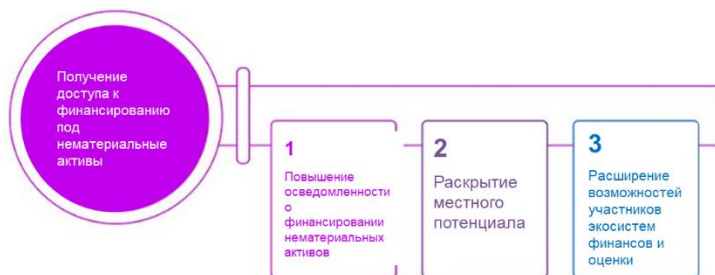 Получение
доступа к
финансированию
под
нематериальные
активы
1
Повышение
осведомленности
о
финансировании
нематериальных
активов
2
Раскрытие
местного
потенциала
3
Расширение
возможностей
участников
экосистем
финансов и
оценки